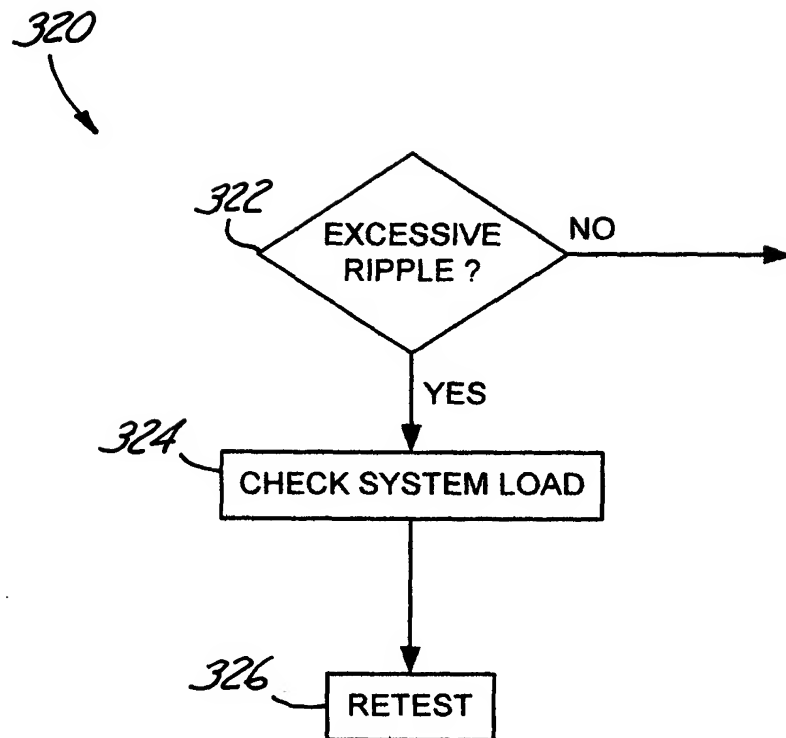 320
322
EXCESSIVE
RIPPLE ?
NO
YES
324
CHECK SYSTEM LOAD
326
RETEST